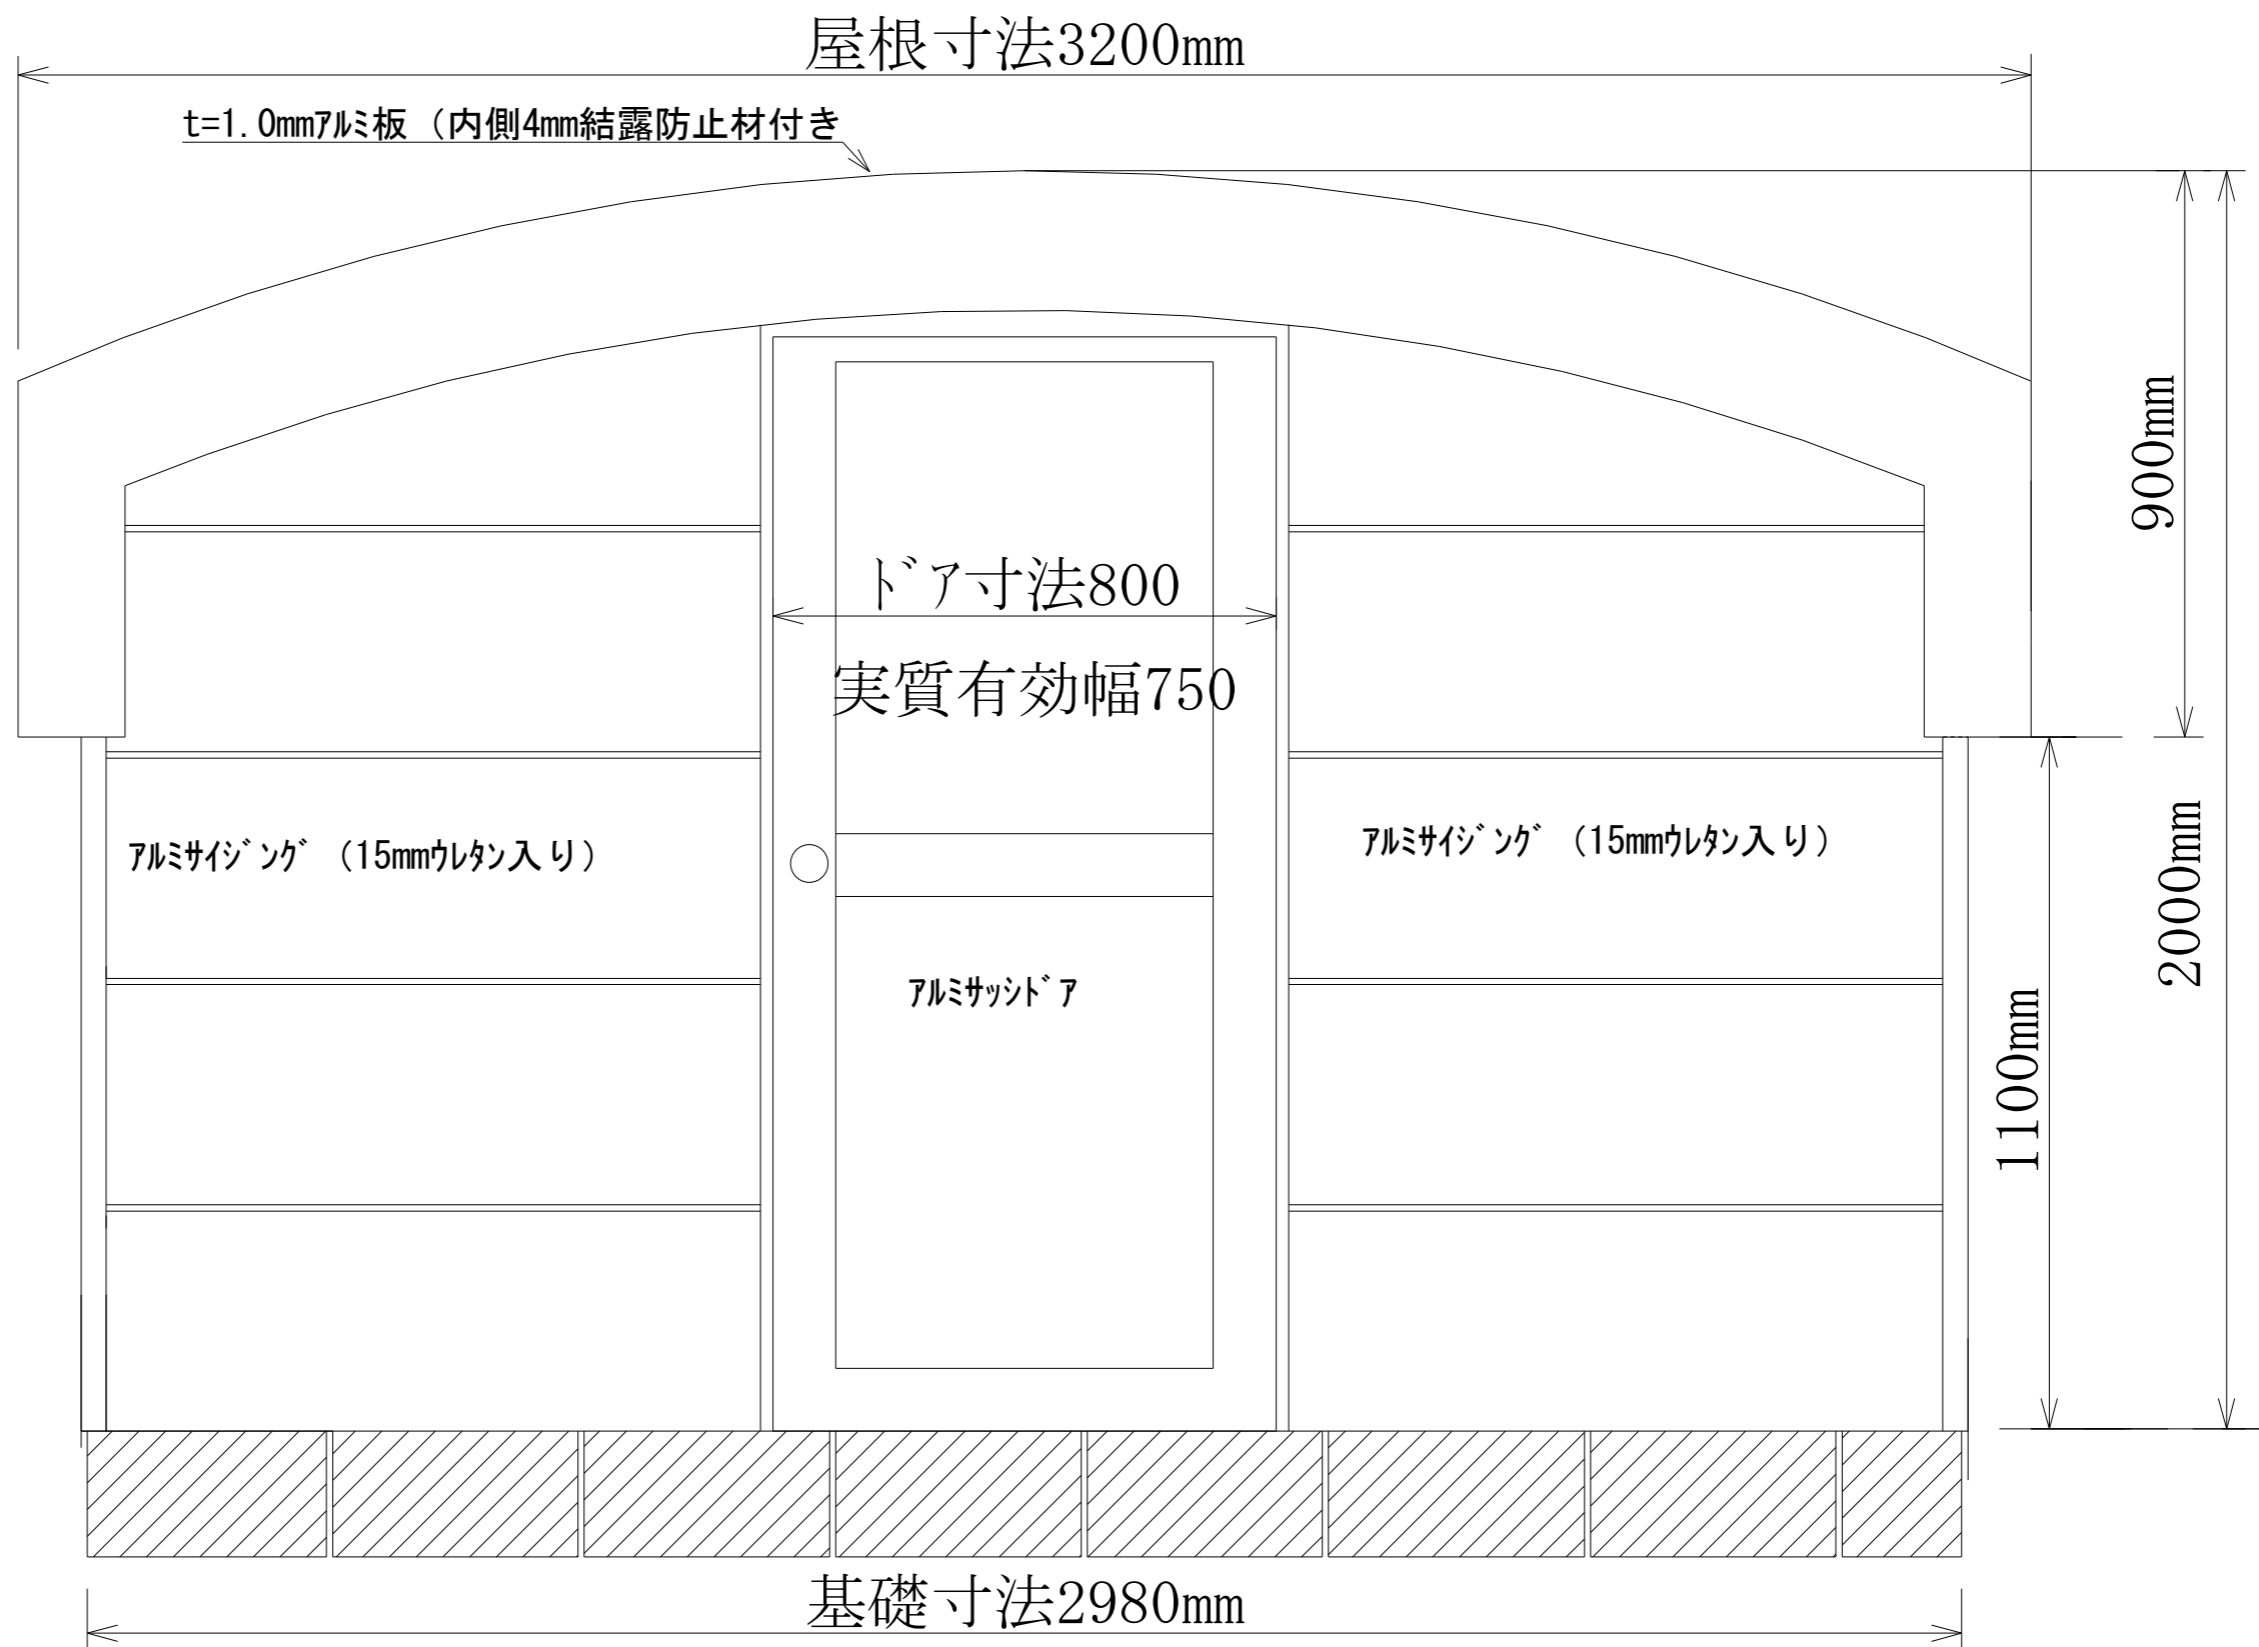 屋根寸法3200mm
t=1.0mmｱﾙﾐ板（内側4mm結露防止材付き
900mm
ﾄﾞｱ寸法800
実質有効幅750
2000mm
ｱﾙﾐｻｲｼﾞﾝｸﾞ（15mmｳﾚﾀﾝ入り）
ｱﾙﾐｻｲｼﾞﾝｸﾞ（15mmｳﾚﾀﾝ入り）
ｱﾙﾐｻｯｼﾄﾞｱ
1100mm
基礎寸法2980mm